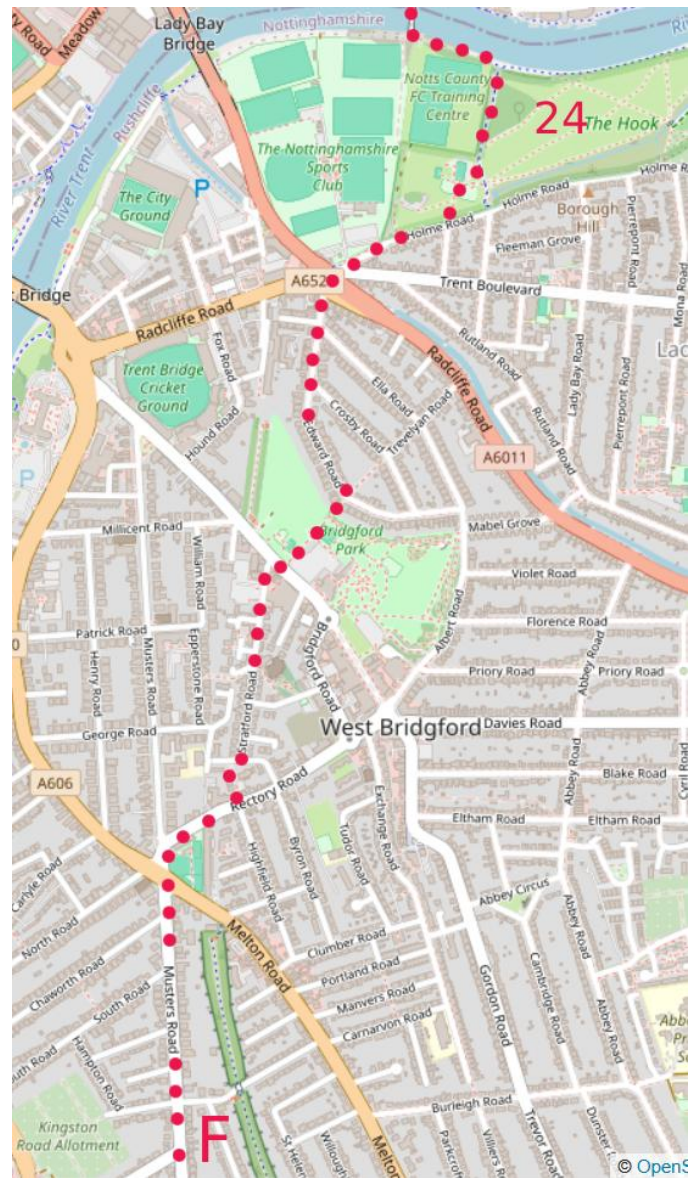 Nottinghamshire
Lady Bay
Bridge
Meadow
Road
Rushcliffe
River Trent
P
Notts County
FC Training
Centre
24
The Hook
The Nottinghamshire
Sports
Club
The City
Ground
Holme Road
Holme Road
Holme Road
Borough
Hill
Fleeman Grove
Pierrepont Road
Mona Road
Trent Boulevard
A652
Bridge
Radcliffe Road
Fox Road
Rutland Road
Lady Bay Road
Pierrepont Road
Radcliffe Road
Trent Bridge
Cricket
Ground
Ella Road
Crosby Road
Trevelyan Road
Rutland Road
Hound Road
Edward Road
A6011
P
Millicent Road
Bridgford
Park
Mabel Grove
William Road
Violet Road
Albert Road
Florence Road
Patrick Road
Musters Road
Epperstone Road
Henry Road
Bridgford Road
Abbey Road
Priory Road
Priory Road
Stratford Road
West Bridgford
Davies Road
George Road
A606
Rectory Road
Blake Road
Abbey Road
Cyril Road
Exchange Road
Eltham Road
Eltham Road
Tudor Road
Byron Road
Highfield Road
Carlyle Road
North Road
Abbey Circus
Melton Road
Clumber Road
Chaworth Road
Portland Road
Gordon Road
Cambridge Road
Abbey Road
South Road
Musters Road
Manvers Road
Carnarvon Road
Hampton Road
Burleigh Road
Trevor Road
Kingston
Road Allotment
F
Melton
Parkcro
Villiers R
Dunster
© OpenS